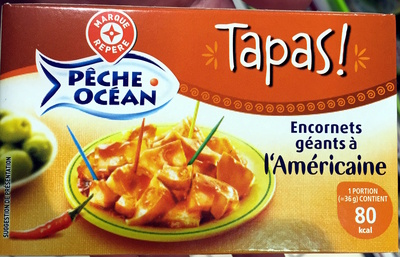 MARQUE
REPÈRE
PÊCHE
OCÉAN
Tapas!
Encornets
géants à
l'Américaine
1 PORTION
(≈36 g) CONTIENT
80
kcal
SUGGESTION DE PRÉSENTATION